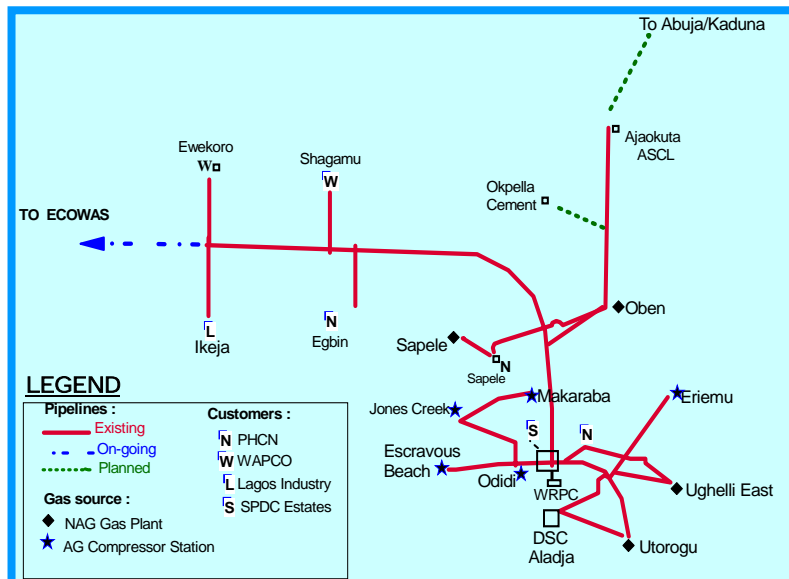 To Abuja/Kaduna
Ajaokuta
ASCL
Ewekoro
W
Shagamu
W
Okpella
Cement
TO ECOWAS
Oben
L
Ikeja
N
Egbin
Sapele
N
Sapele
Makaraba
Eriemu
Jones Creek
S
N
Escravous
Beach
Odidi
WRPC
Ughelli East
DSC
Aladja
Utorogu
LEGEND
Pipelines :
Existing
On-going
Planned
Gas source :
NAG Gas Plant
AG Compressor Station
Customers :
N PHCN
W WAPCO
L Lagos Industry
S SPDC Estates